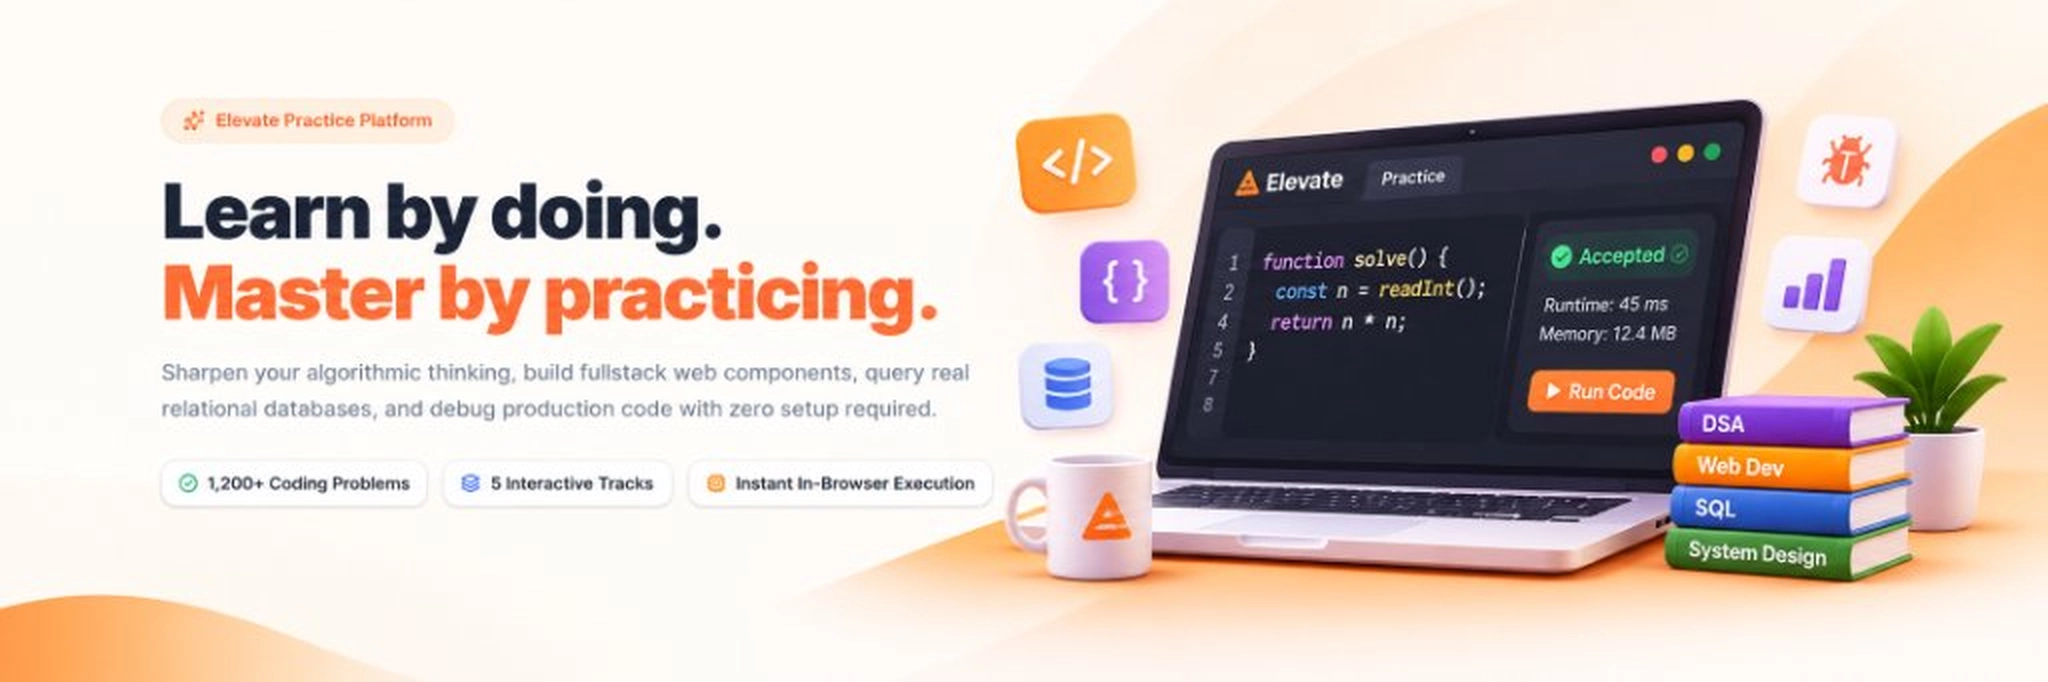 Elevate Practice Platform
Learn by doing.
Master by practicing.
Sharpen your algorithmic thinking, build fullstack web components, query real
relational databases, and debug production code with zero setup required.
1,200+ Coding Problems
5 Interactive Tracks
Instant In-Browser Execution
</>
{ }
Elevate
Practice
1 function solve() {
2 const n = readInt();
4 return n * n;
5 }
7
8
Accepted
Runtime: 45 ms
Memory: 12.4 MB
Run Code
DSA
Web Dev
SQL
System Design